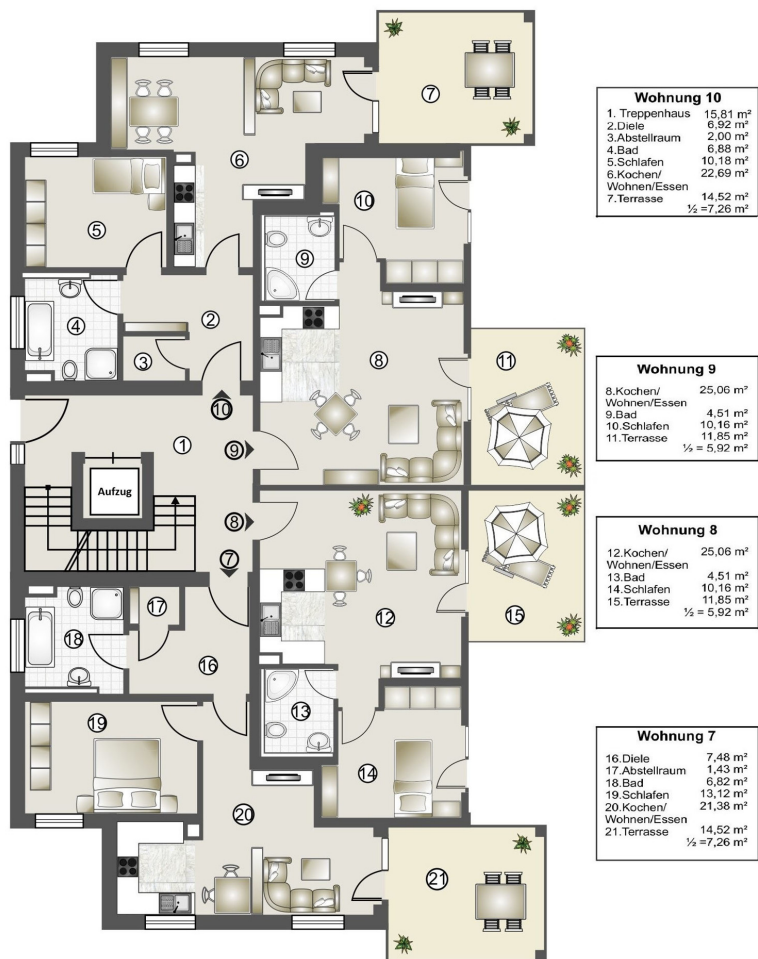 Wohnung 10
1. Treppenhaus 15,81 m²
2.Diele 6,92 m²
3.Abstellraum 2,00 m²
4.Bad 6,88 m²
5.Schlafen 10,18 m²
6.Kochen/ 22,69 m²
Wohnen/Essen
7.Terrasse 14,52 m²
½ =7,26 m²
Wohnung 9
8.Kochen/ 25,06 m²
Wohnen/Essen
9.Bad 4,51 m²
10.Schlafen 10,16 m²
11.Terrasse 11,85 m²
½ = 5,92 m²
Wohnung 8
12.Kochen/ 25,06 m²
Wohnen/Essen
13.Bad 4,51 m²
14.Schlafen 10,16 m²
15.Terrasse 11,85 m²
½ = 5,92 m²
Wohnung 7
16.Diele 7,48 m²
17.Abstellraum 1,43 m²
18.Bad 6,82 m²
19.Schlafen 13,12 m²
20.Kochen/ 21,38 m²
Wohnen/Essen
21.Terrasse 14,52 m²
½ =7,26 m²
7
6
10
5
9
4
2
3
8
11
10
1
9
Aufzug
8
7
17
12
15
18
16
13
19
14
20
21